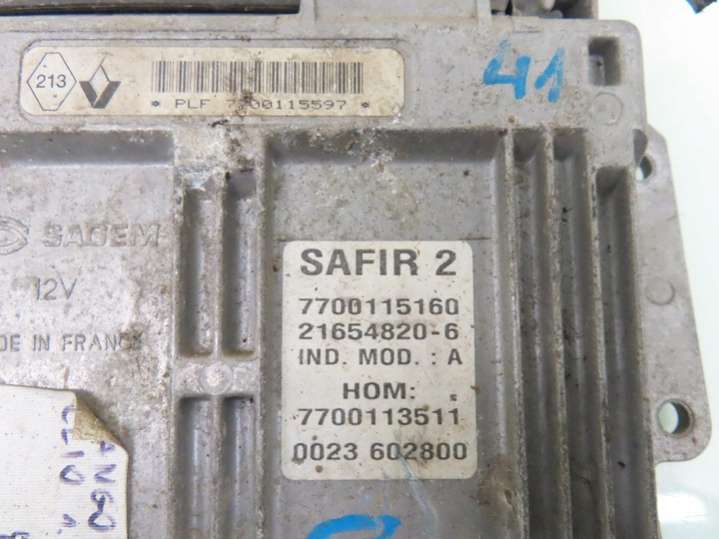 213
* PLF 7700115597 *
41
SAGEM
12V
DE IN FRANCE
SAFIR 2
7700115160
21654820-6
IND. MOD. : A
HOM:
7700113511
0023 602800
CLIO